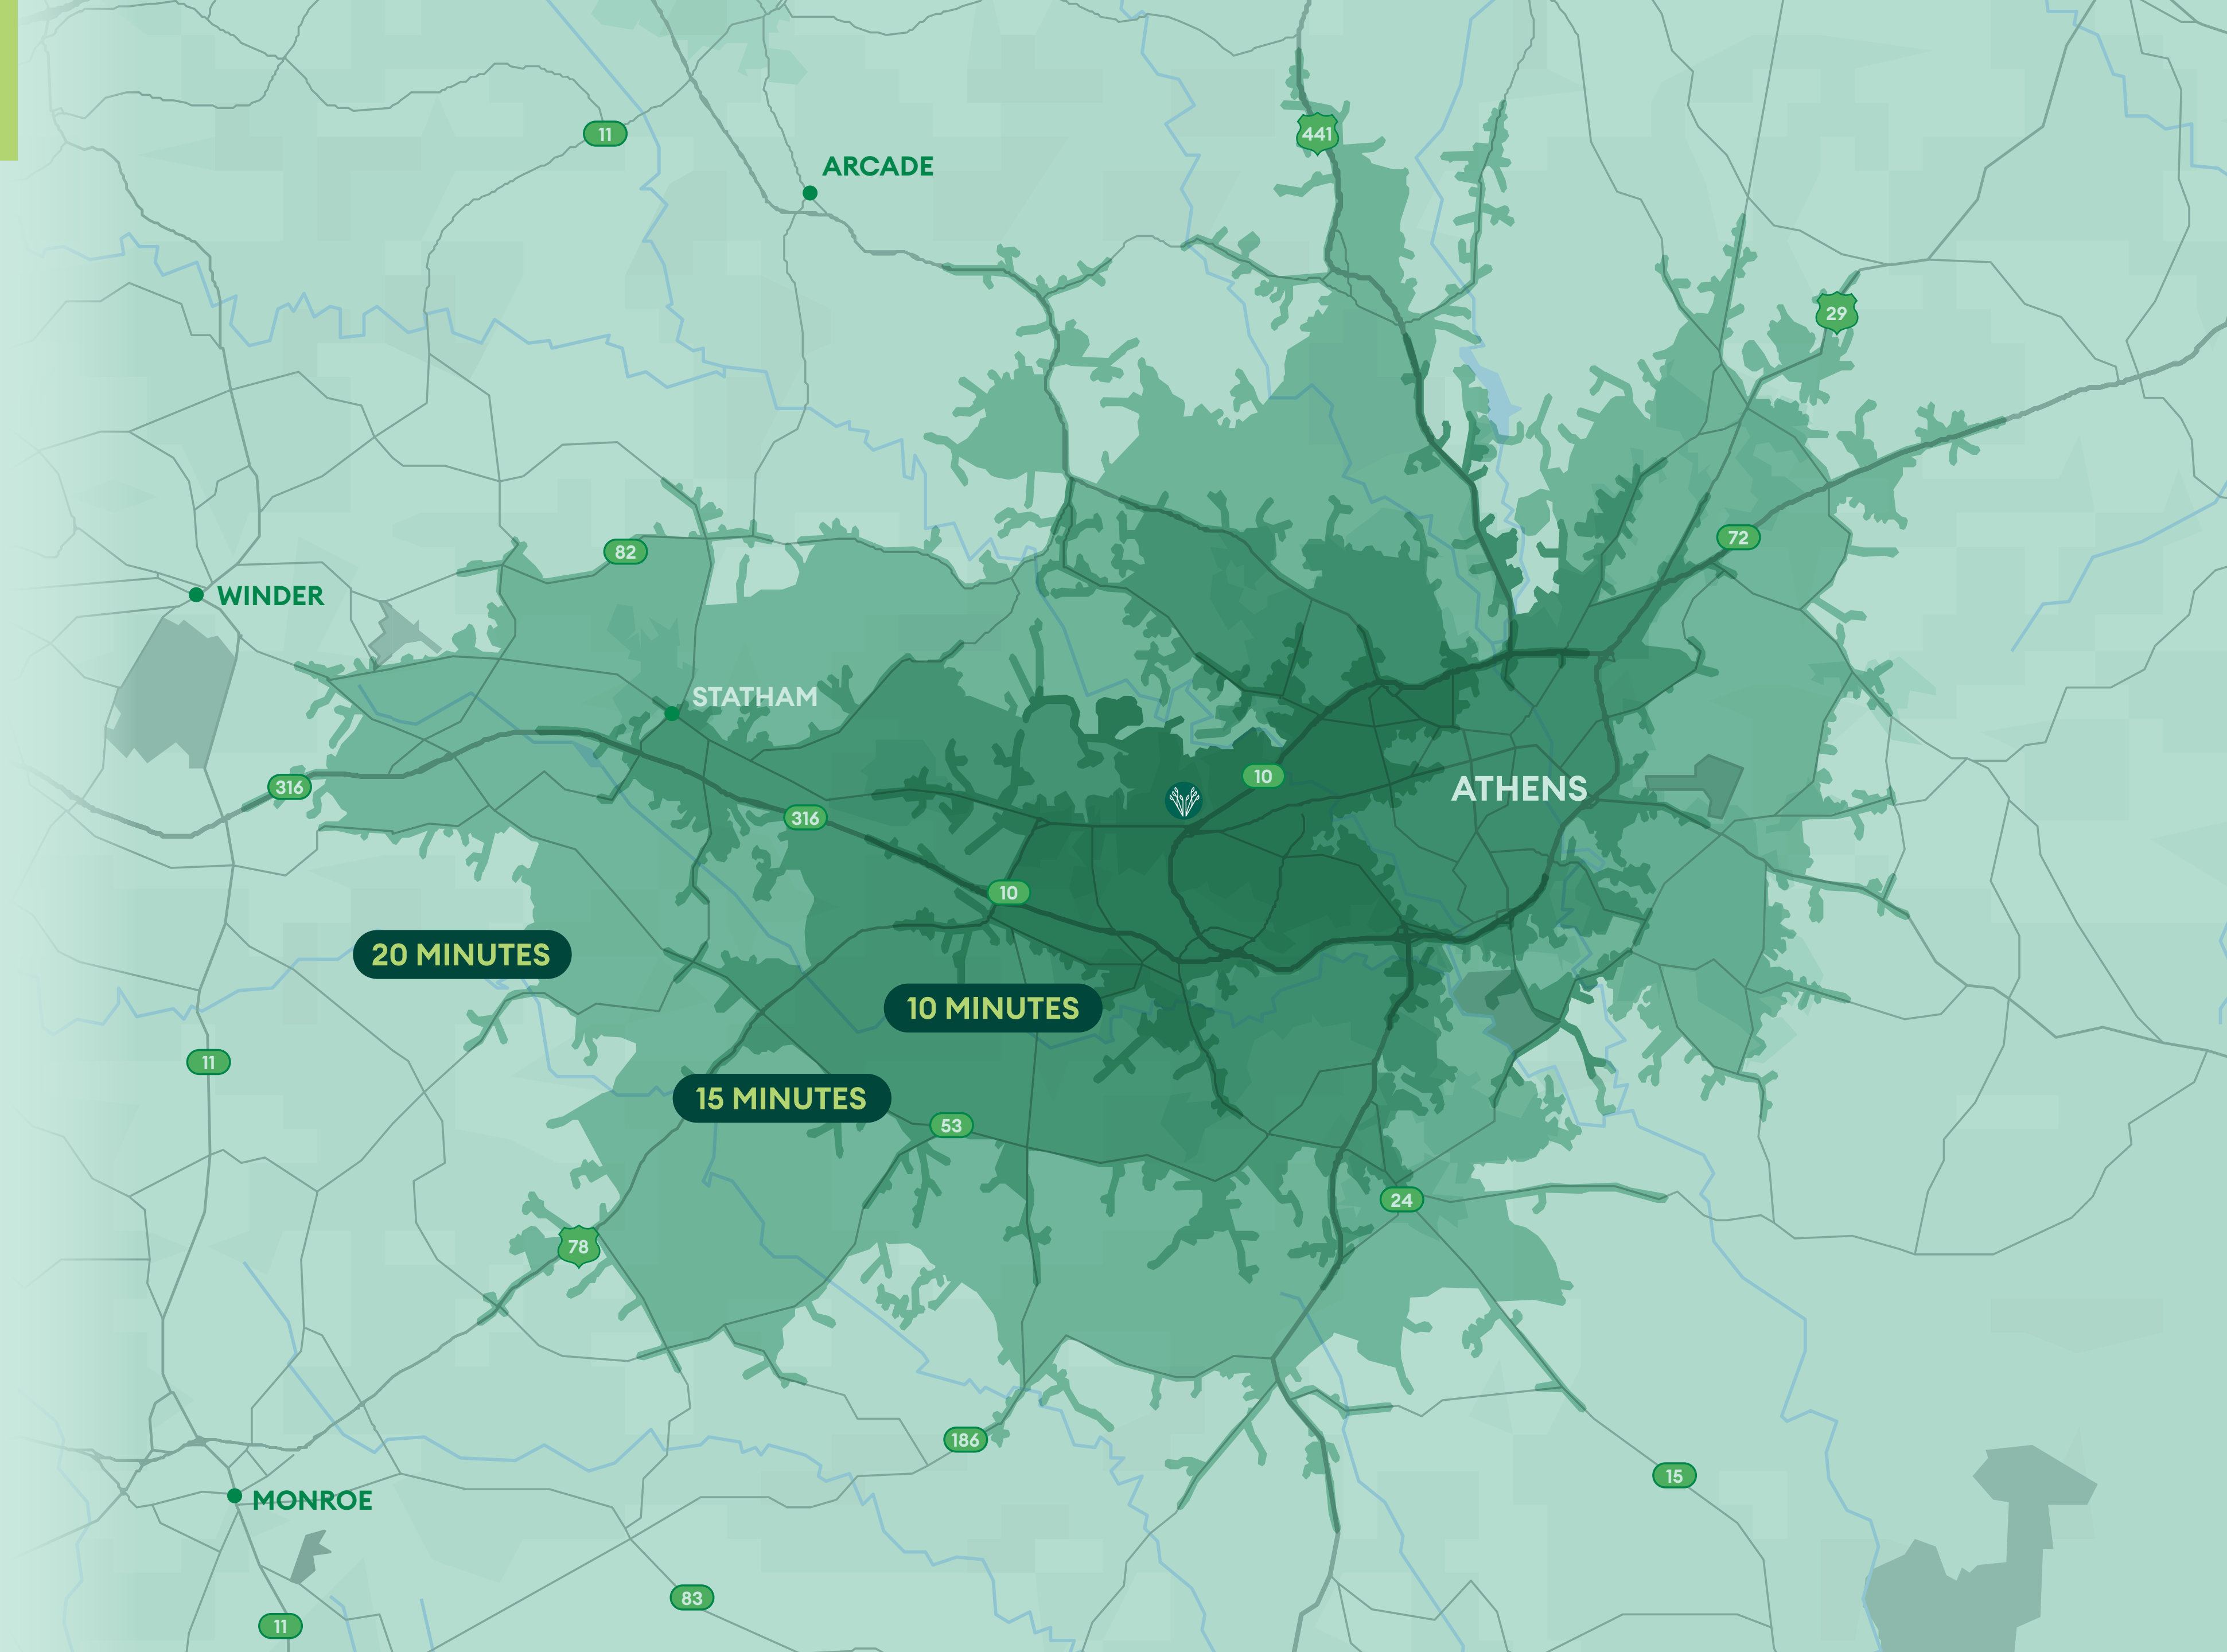 11
441
ARCADE
29
82
72
WINDER
STATHAM
10
316
ATHENS
316
10
20 MINUTES
10 MINUTES
11
15 MINUTES
53
24
78
186
15
MONROE
83
11